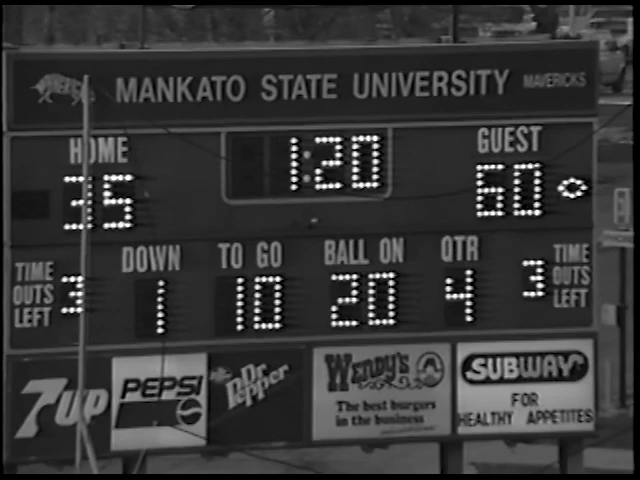 MANKATO STATE UNIVERSITY MAVERICKS
HOME 1:20 GUEST
35 60
TIME OUTS LEFT 3 DOWN 1 TO GO 10 BALL ON 20 QTR 4 3 TIME OUTS LEFT
7UP
PEPSI
Dr Pepper
WENDY'S
The best burgers
in the business
SUBWAY
FOR
HEALTHY APPETITES